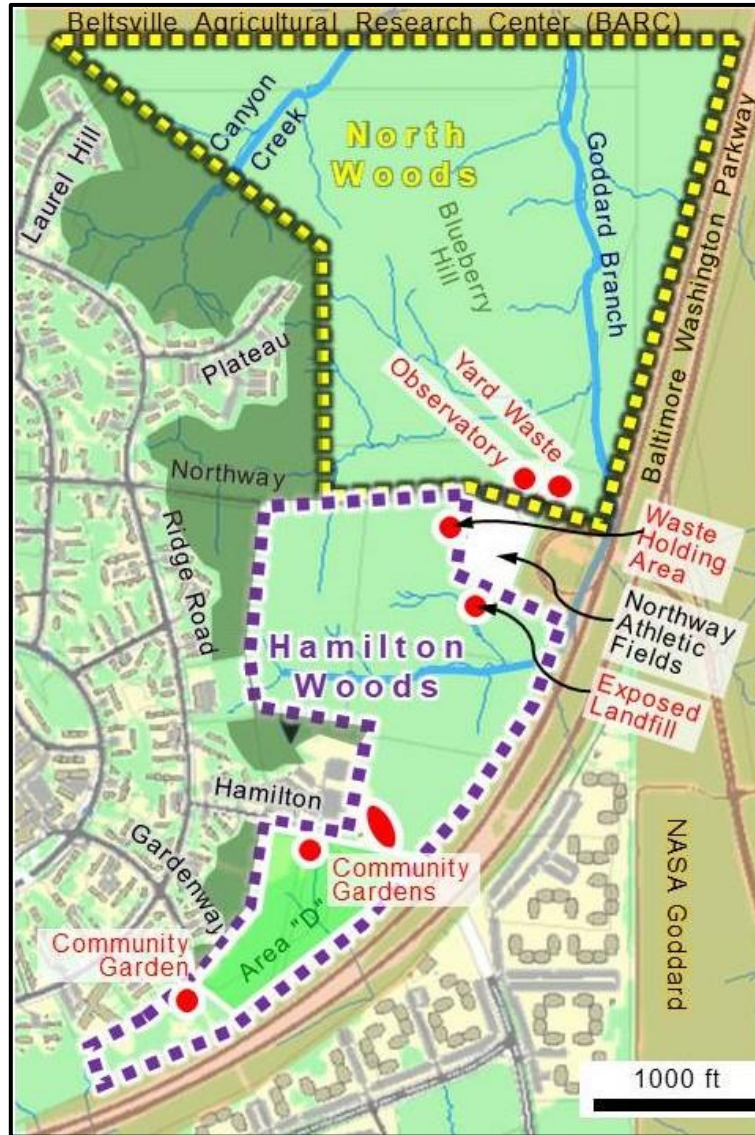 Beltsville Agricultural Research Center (BARC)
Canyon
Creek
North
Woods
Goddard Branch
Laurel Hill
Blueberry
Hill
Baltimore Washington Parkway
Plateau
Yard Waste
Observatory
Northway
Ridge Road
Waste
Holding
Area
Northway
Athletic
Fields
Hamilton
Woods
Exposed
Landfill
Hamilton
Gardenway
Community
Gardens
NASA Goddard
Area "D"
Community
Garden
1000 ft